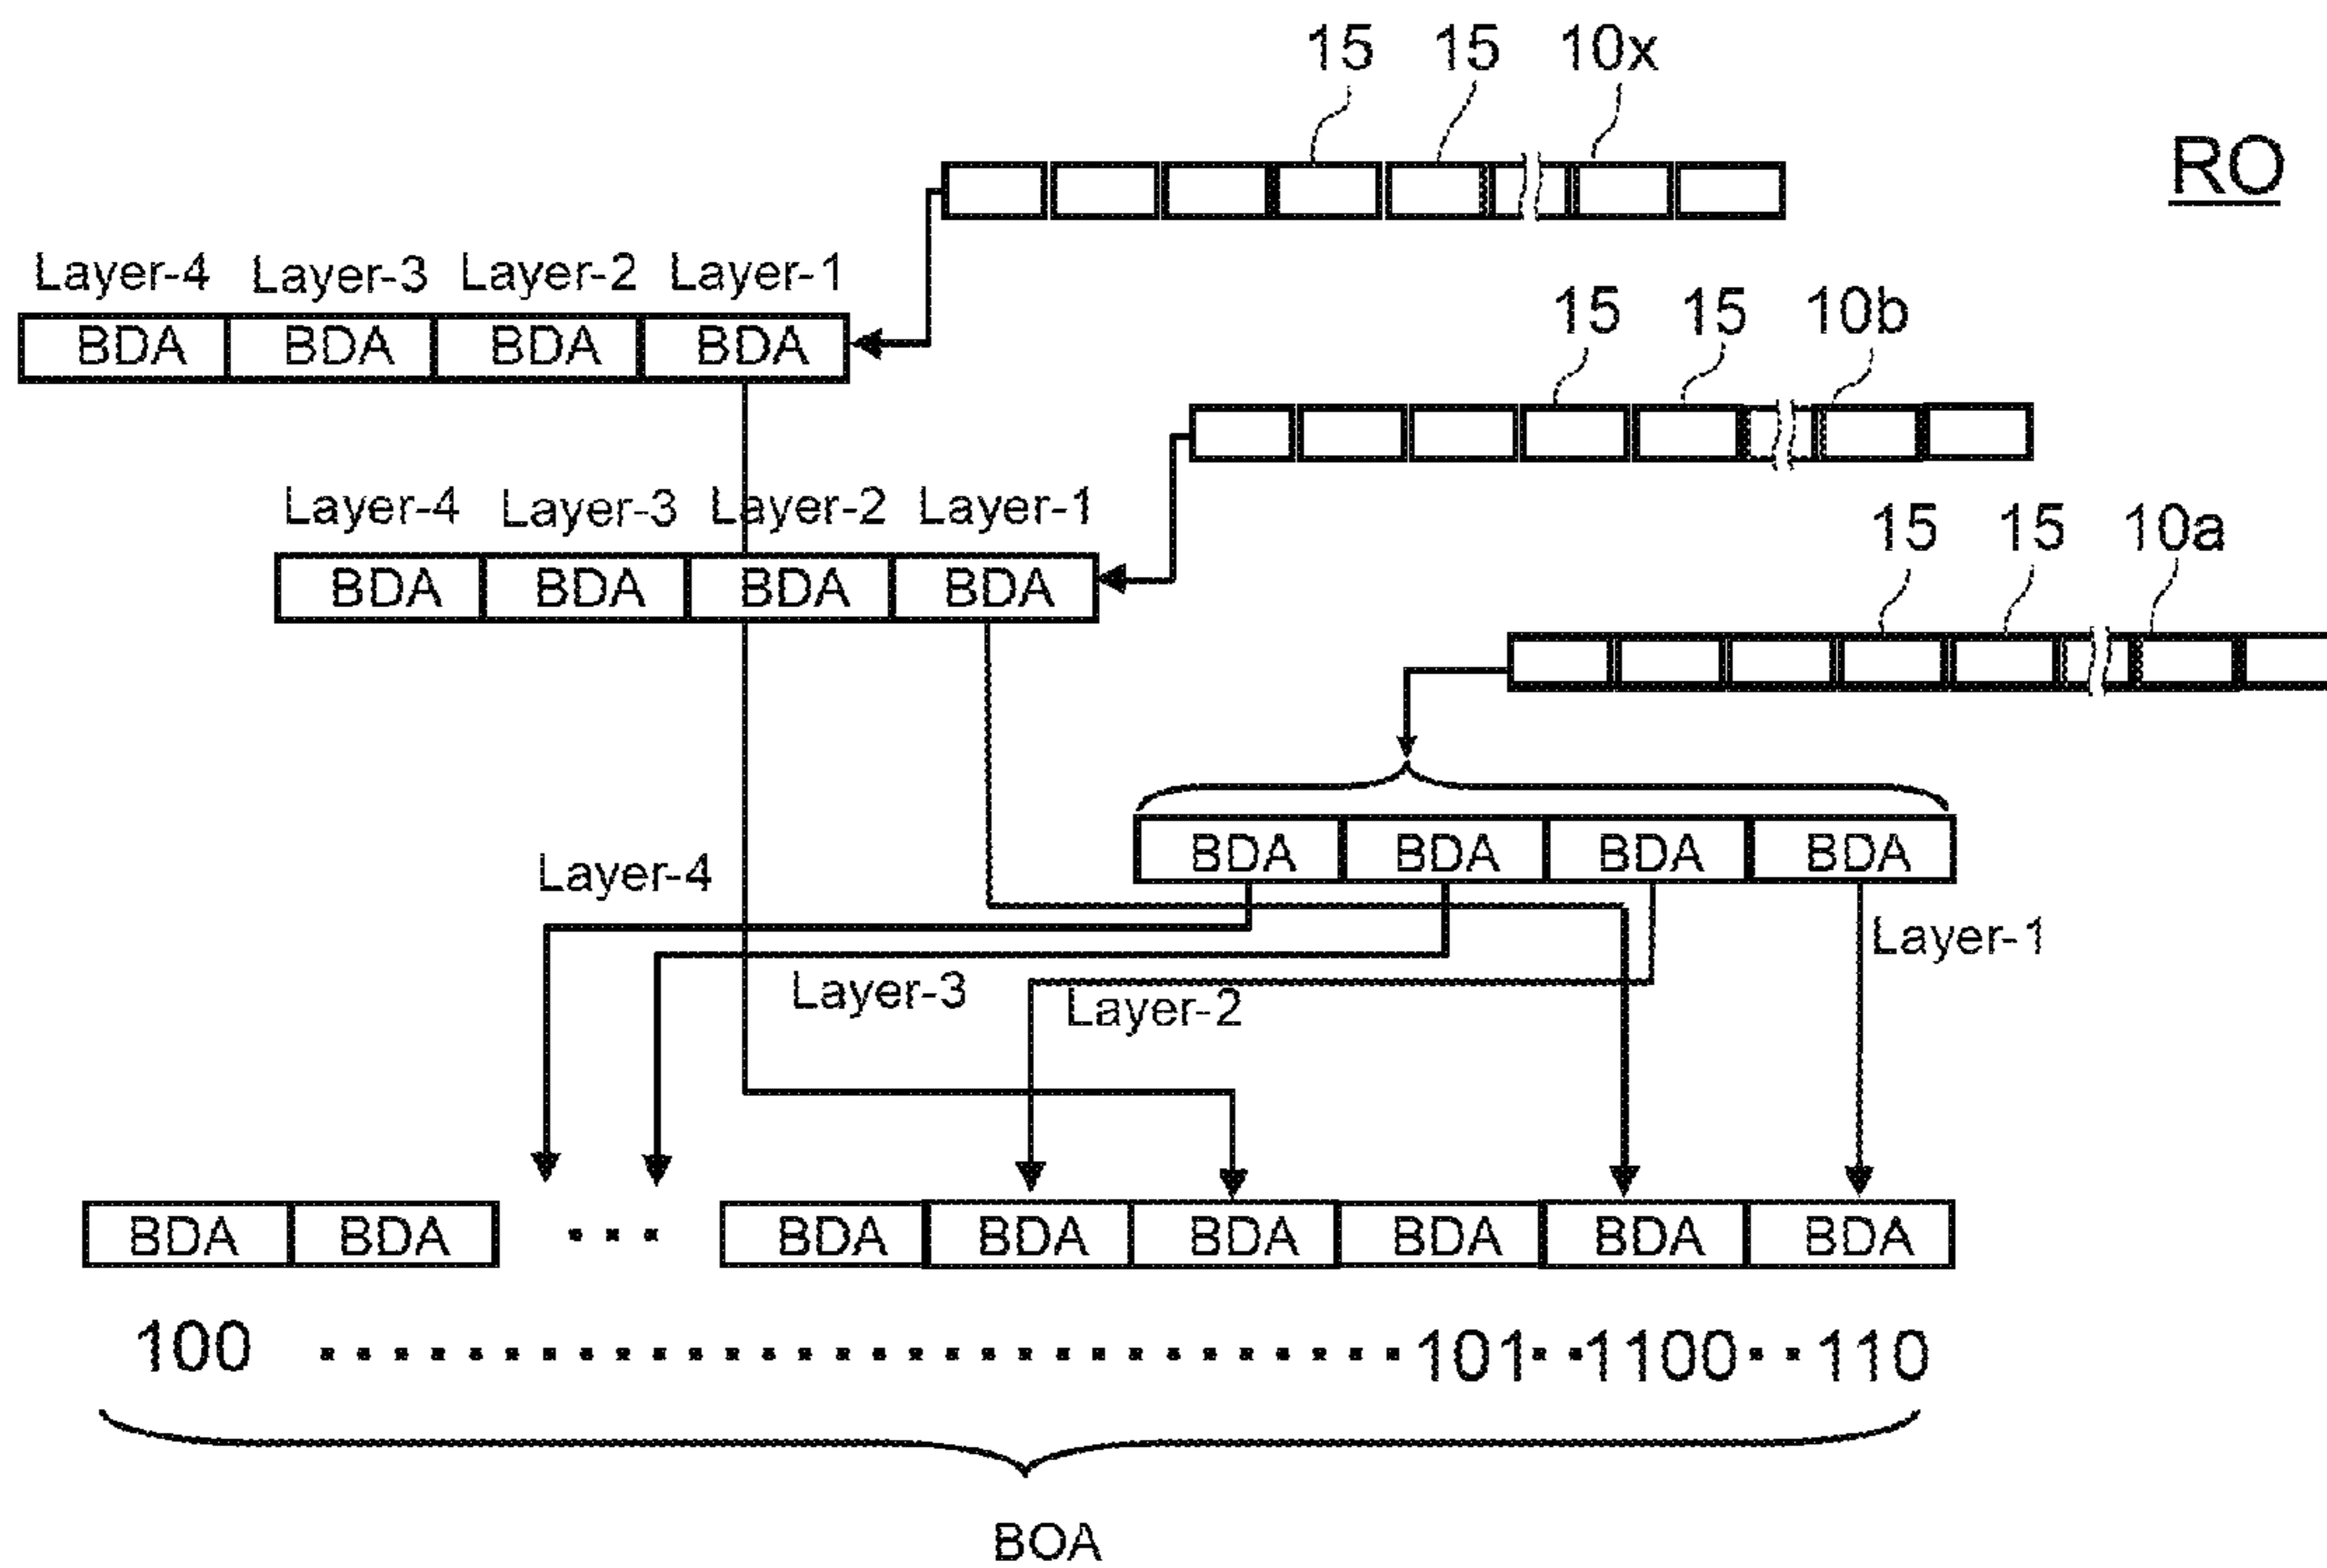 15 15 10x
RO
Layer-4 Layer-3 Layer-2 Layer-1
BDA BDA BDA BDA
15 15 10b
Layer-4 Layer-3 Layer-2 Layer-1
BDA BDA BDA BDA
15 15 10a
BDA BDA BDA BDA
Layer-4
Layer-1
Layer-3
Layer-2
BDA BDA ... BDA BDA BDA BDA BDA BDA
100 ............................. 101..1100..110
BOA